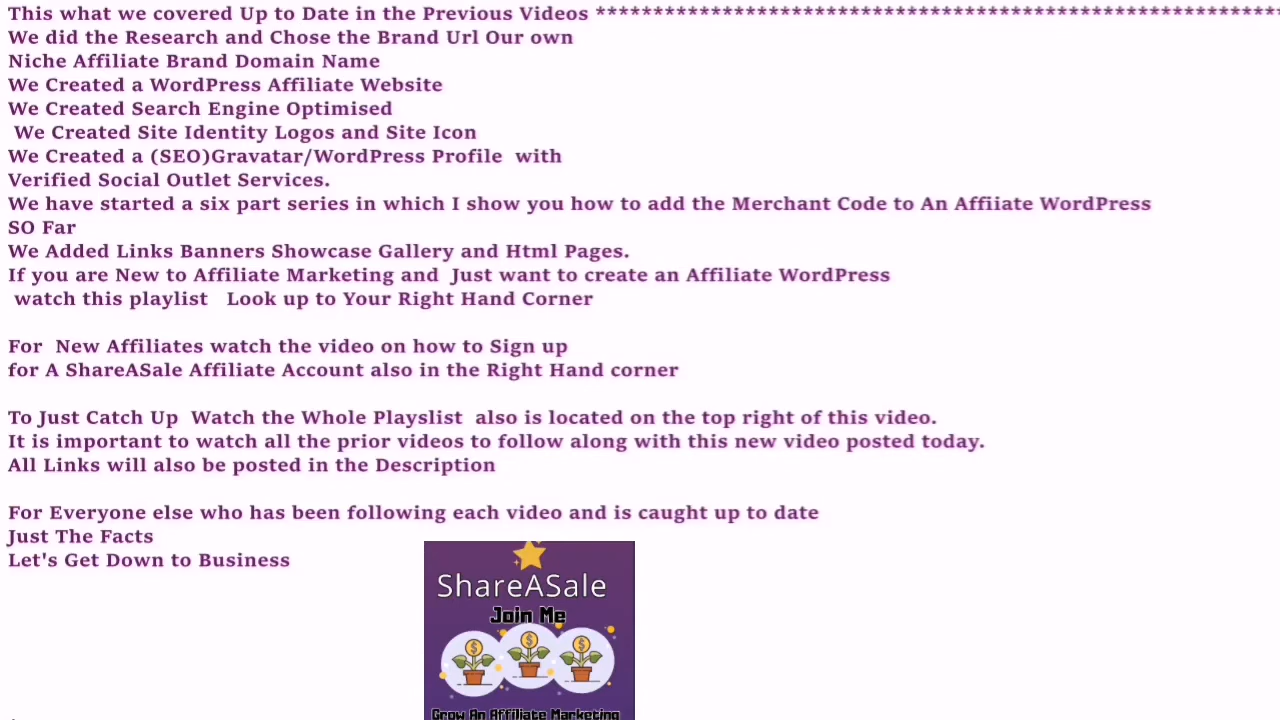 This what we covered Up to Date in the Previous Videos ***********************************************************
We did the Research and Chose the Brand Url Our own
Niche Affiliate Brand Domain Name
We Created a WordPress Affiliate Website
We Created Search Engine Optimised
We Created Site Identity Logos and Site Icon
We Created a (SEO)Gravatar/WordPress Profile  with
Verified Social Outlet Services.
We have started a six part series in which I show you how to add the Merchant Code to An Affiiate WordPress
SO Far
We Added Links Banners Showcase Gallery and Html Pages.
If you are New to Affiliate Marketing and  Just want to create an Affiliate WordPress
watch this playlist   Look up to Your Right Hand Corner
For  New Affiliates watch the video on how to Sign up
for A ShareASale Affiliate Account also in the Right Hand corner
To Just Catch Up  Watch the Whole Playslist  also is located on the top right of this video.
It is important to watch all the prior videos to follow along with this new video posted today.
All Links will also be posted in the Description
For Everyone else who has been following each video and is caught up to date
Just The Facts
Let's Get Down to Business
ShareASale
Join Me
Grow An Affiliate Marketing